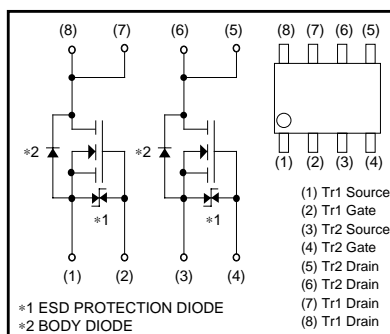 (8) (7) (6) (5) (8) (7) (6) (5)
∗2 ∗2
∗1 ∗1
(1) (2) (3) (4) (1) (2) (3) (4)
(1) Tr1 Source
(2) Tr1 Gate
(3) Tr2 Source
(4) Tr2 Gate
(5) Tr2 Drain
(6) Tr2 Drain
(7) Tr1 Drain
(8) Tr1 Drain
∗1 ESD PROTECTION DIODE
∗2 BODY DIODE